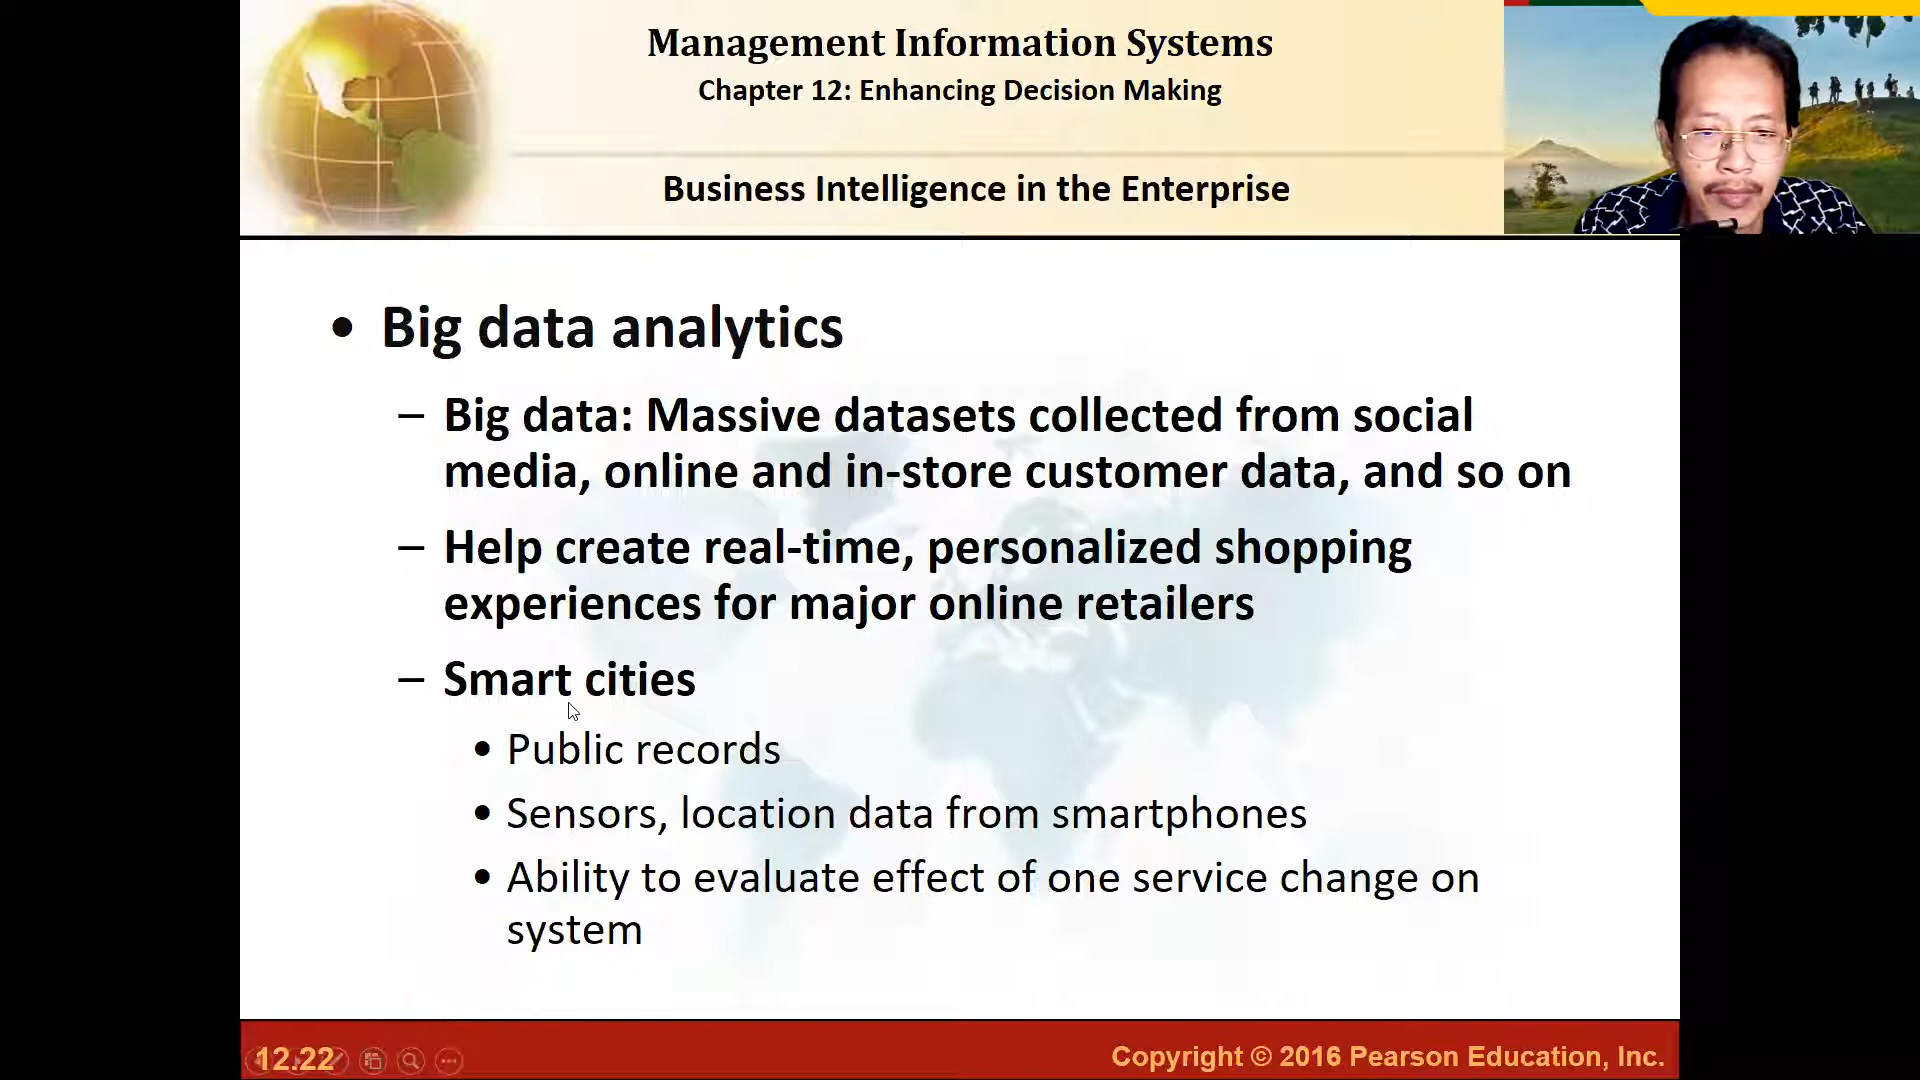 Management Information Systems
Chapter 12: Enhancing Decision Making
Business Intelligence in the Enterprise
• Big data analytics
– Big data: Massive datasets collected from social
media, online and in-store customer data, and so on
– Help create real-time, personalized shopping
experiences for major online retailers
– Smart cities
• Public records
• Sensors, location data from smartphones
• Ability to evaluate effect of one service change on
system
12.22
Copyright © 2016 Pearson Education, Inc.